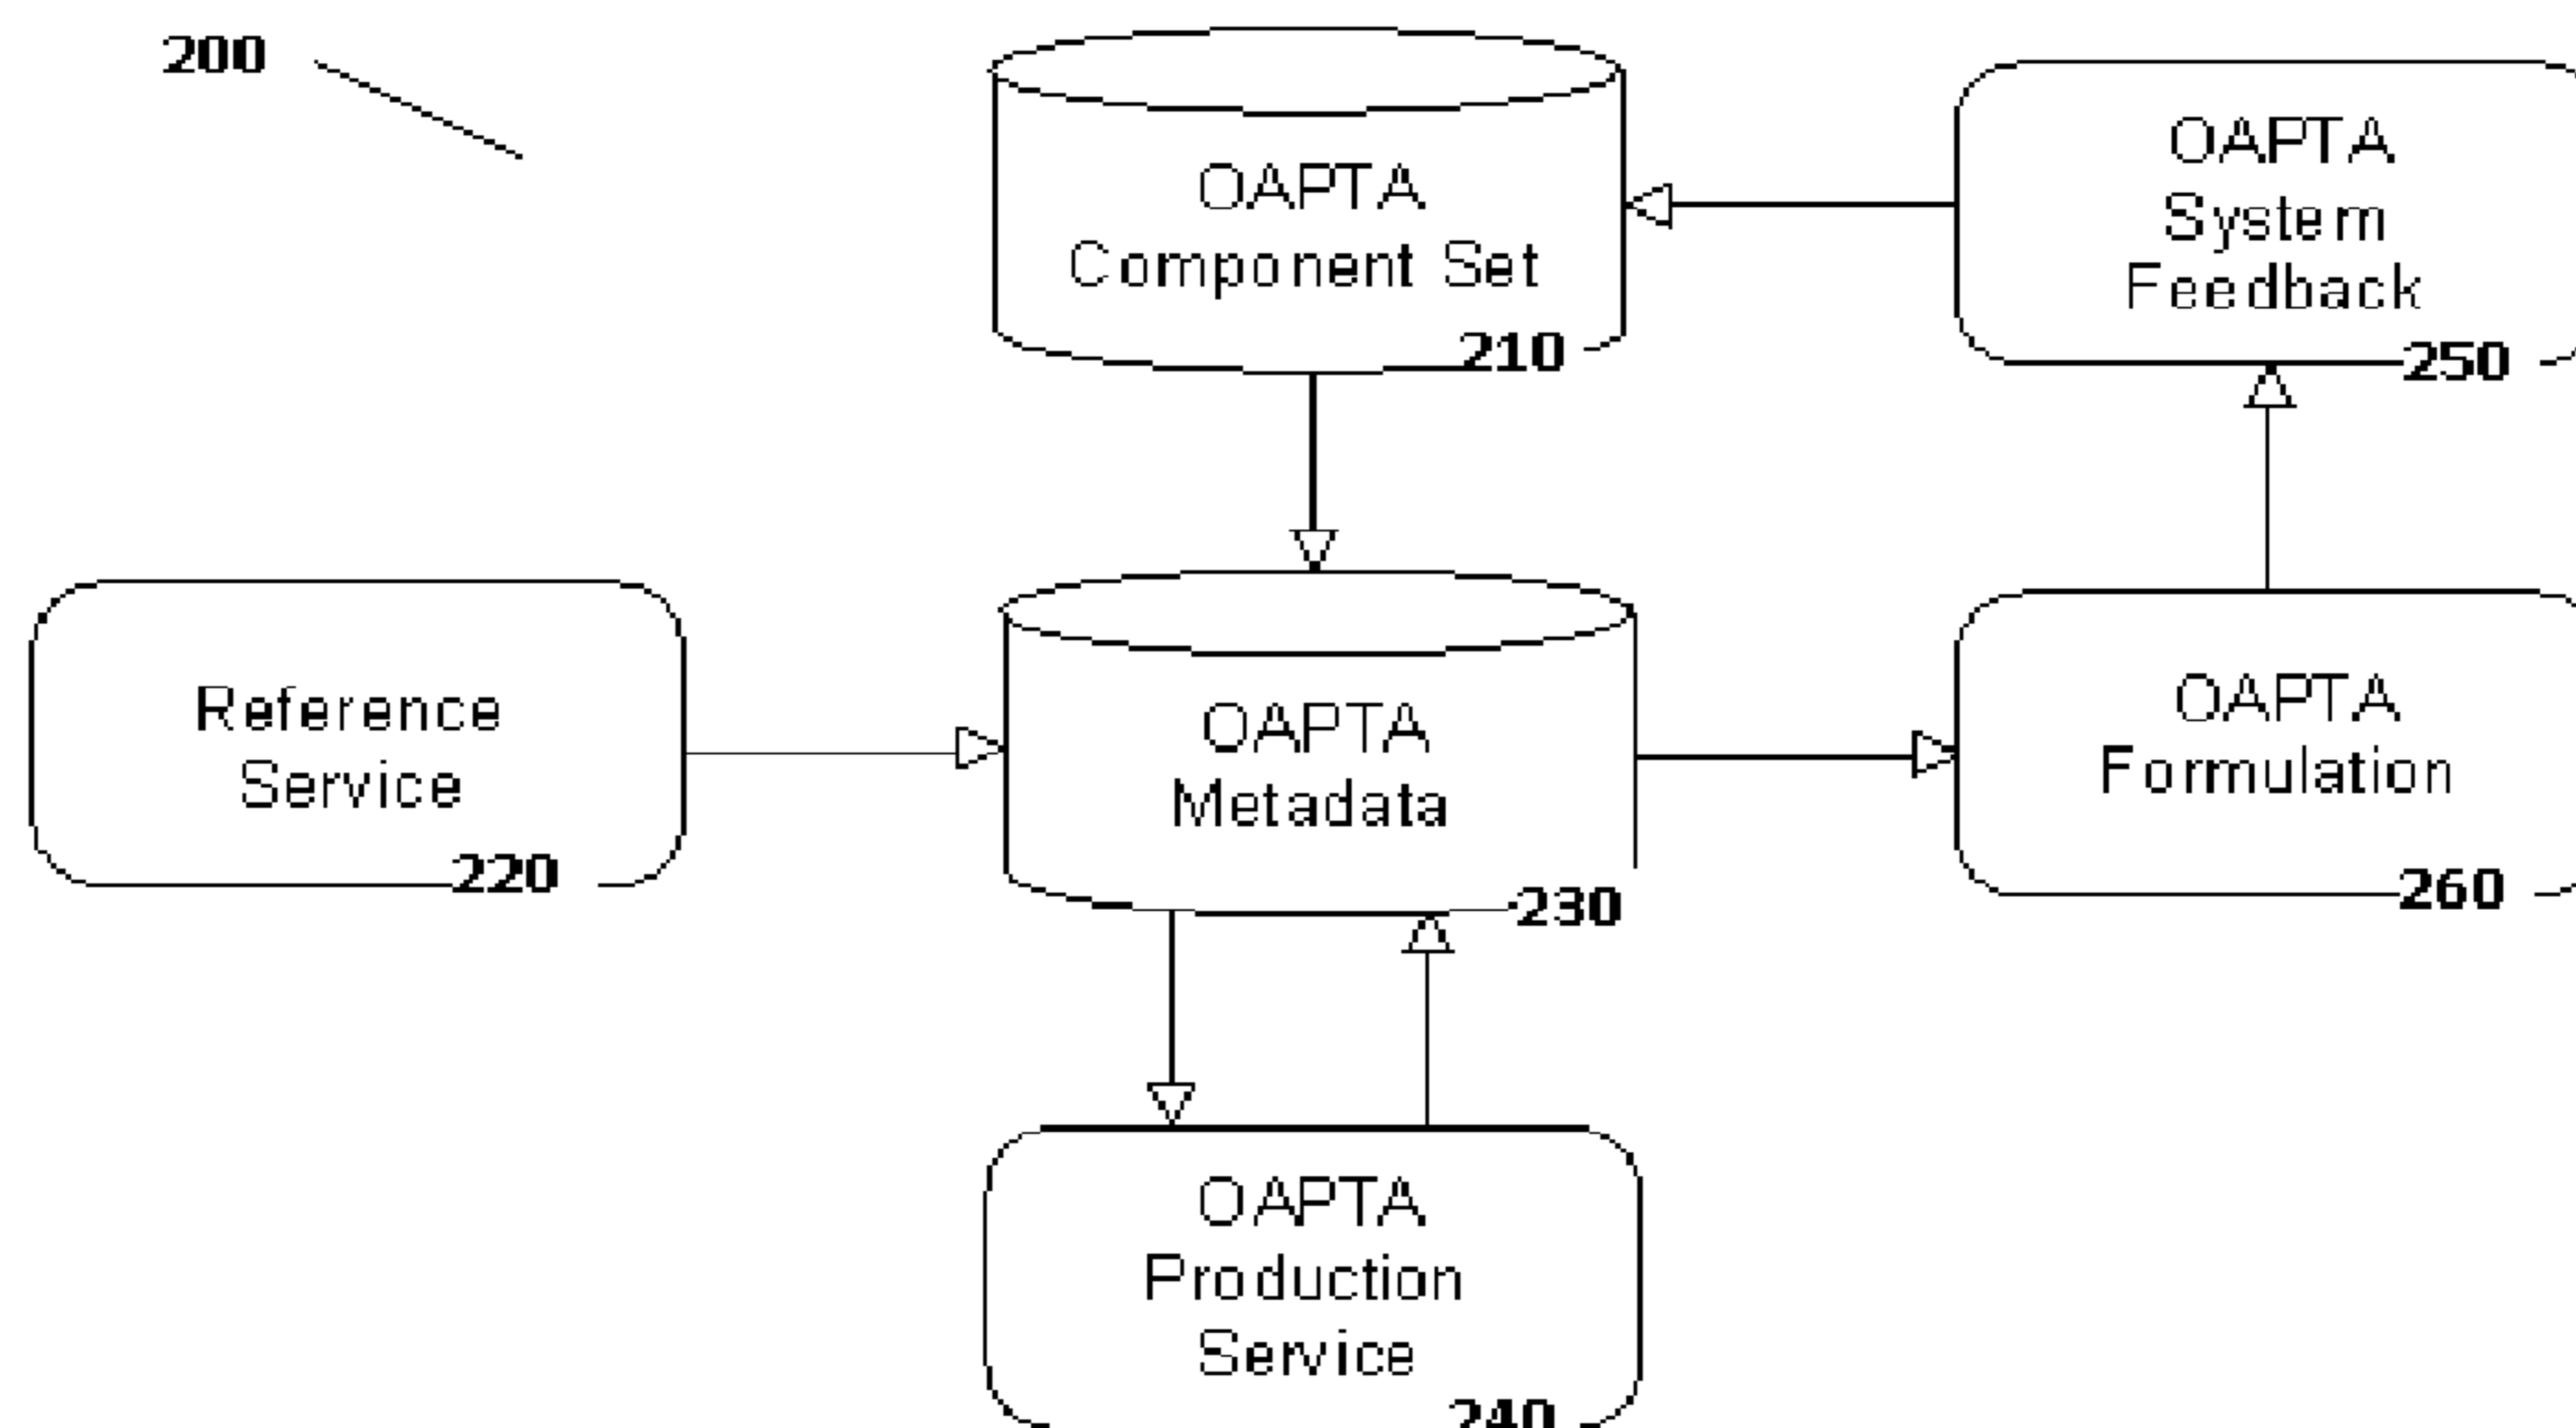 200
OAPTA
Component Set
210
OAPTA
System
Feedback
250
Reference
Service
220
OAPTA
Metadata
230
OAPTA
Formulation
260
OAPTA
Production
Service
240